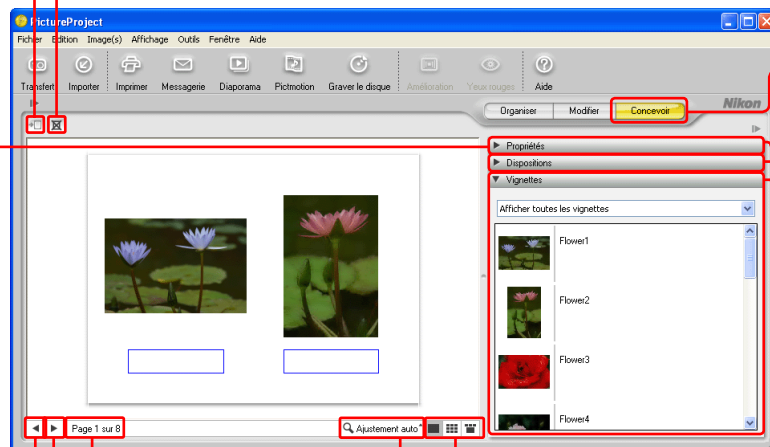 PictureProject
Fichier Edition Image(s) Affichage Outils Fenêtre Aide
Transfert Importer Imprimer Messagerie Diaporama Pictmotion Graver le disque Amélioration Yeux rouges Aide
Organiser Modifier Concevoir Nikon
Propriétés
Dispositions
Vignettes
Afficher toutes les vignettes
Flower1
Flower2
Flower3
Flower4
Page 1 sur 8 Ajustement auto